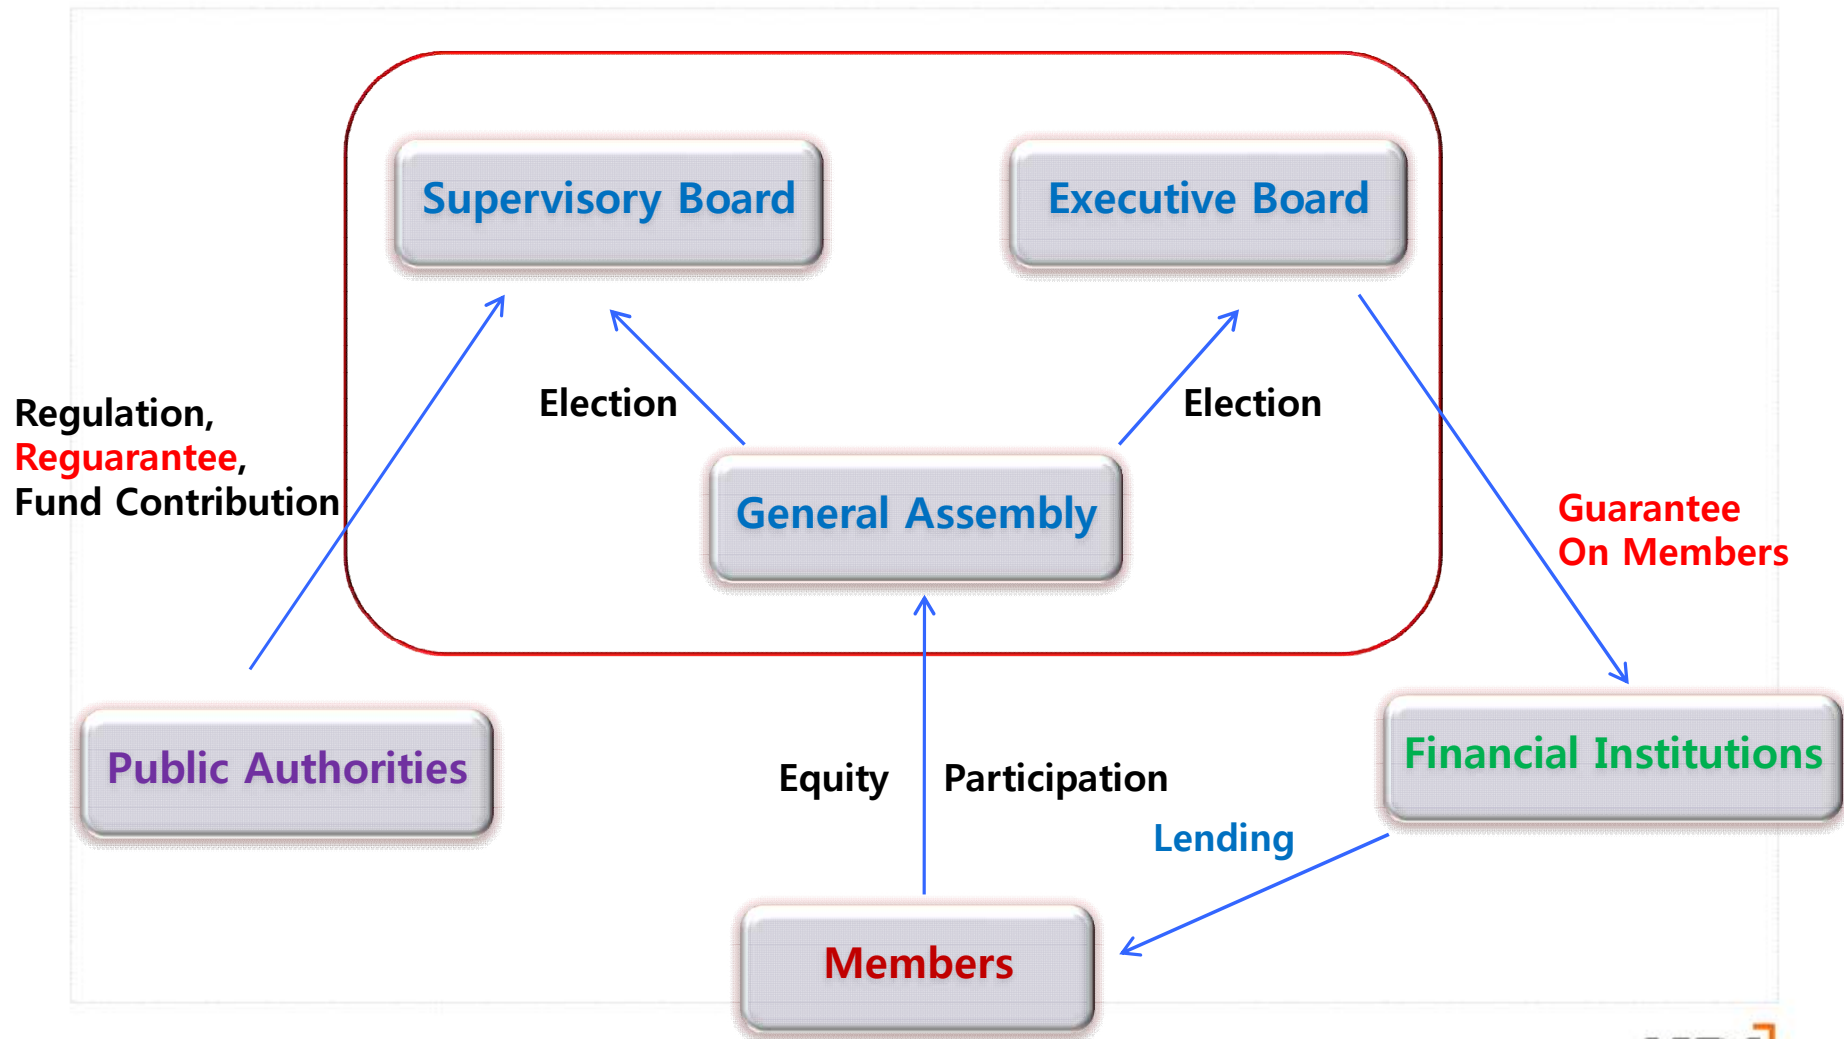 Supervisory Board
Executive Board
Election
Election
Regulation,
Reguarantee,
Fund Contribution
General Assembly
Guarantee
On Members
Public Authorities
Equity
Participation
Financial Institutions
Lending
Members